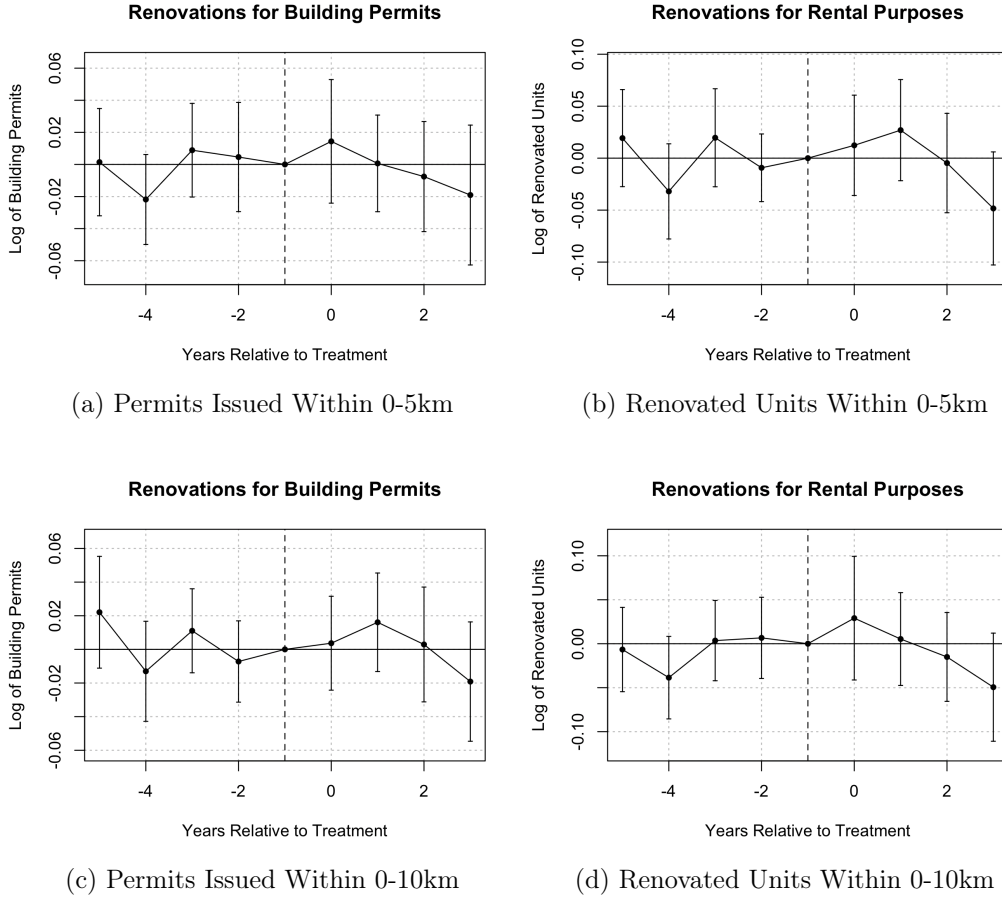 Renovations for Building Permits
Log of Building Permits
0.06
0.02
-0.02
-0.06
-4 -2 0 2
Years Relative to Treatment
(a) Permits Issued Within 0-5km
Renovations for Rental Purposes
Log of Renovated Units
0.10
0.05
0.00
-0.05
-0.10
-4 -2 0 2
Years Relative to Treatment
(b) Renovated Units Within 0-5km
Renovations for Building Permits
Log of Building Permits
0.06
0.02
-0.02
-0.06
-4 -2 0 2
Years Relative to Treatment
(c) Permits Issued Within 0-10km
Renovations for Rental Purposes
Log of Renovated Units
0.10
0.00
-0.10
-4 -2 0 2
Years Relative to Treatment
(d) Renovated Units Within 0-10km